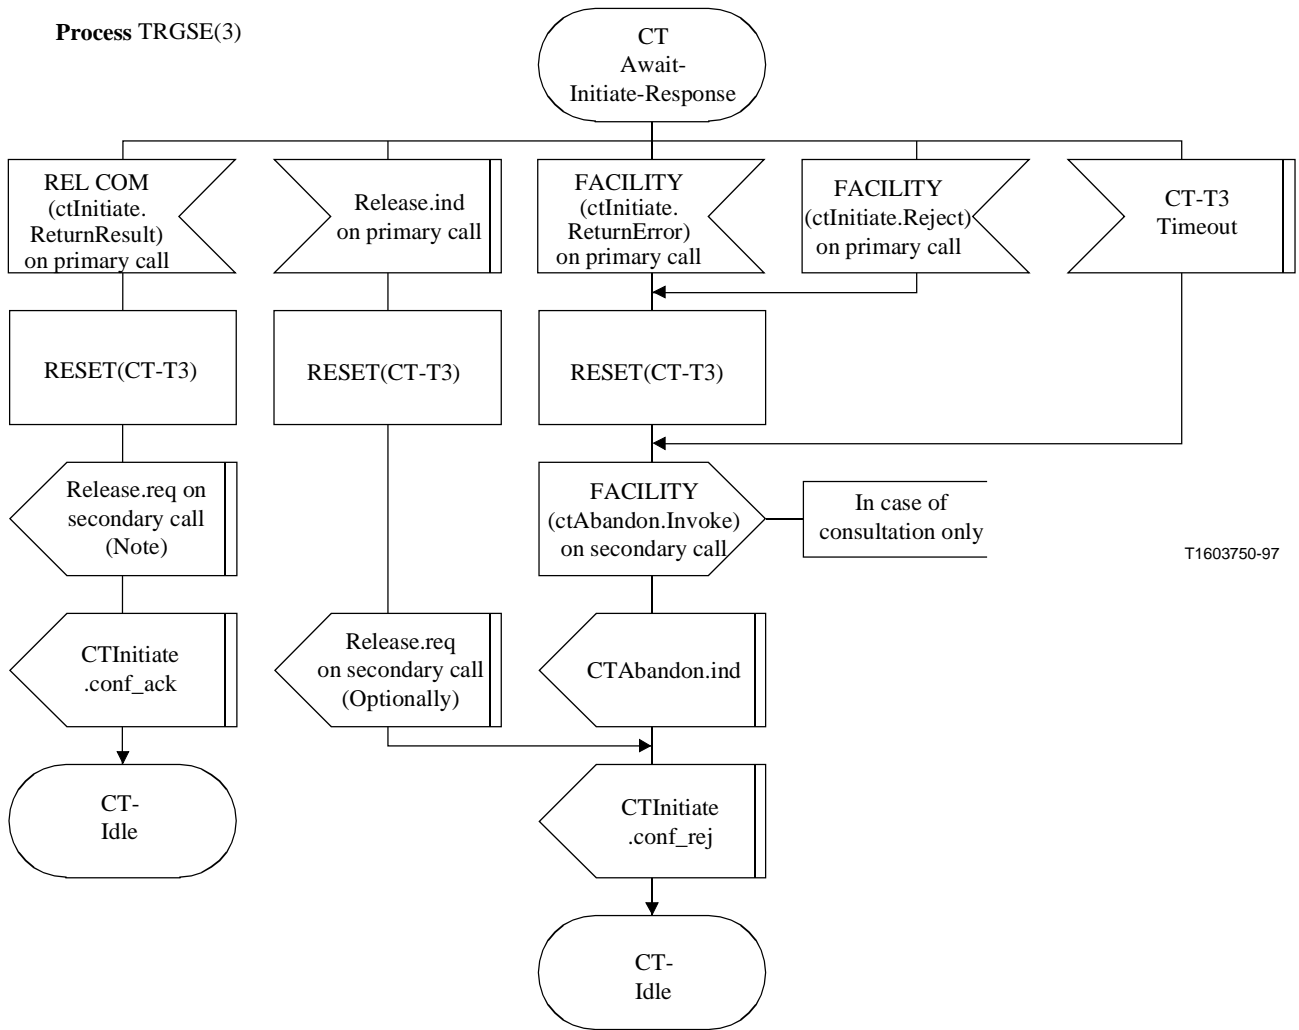 Process TRGSE(3)
CT
Await-
Initiate-Response
REL COM
(ctInitiate.
ReturnResult)
on primary call
Release.ind
on primary call
FACILITY
(ctInitiate.
ReturnError)
on primary call
FACILITY
(ctInitiate.Reject)
on primary call
CT-T3
Timeout
RESET(CT-T3)
RESET(CT-T3)
RESET(CT-T3)
Release.req on
secondary call
(Note)
FACILITY
(ctAbandon.Invoke)
on secondary call
In case of
consultation only
T1603750-97
CTInitiate
.conf_ack
Release.req
on secondary call
(Optionally)
CTAbandon.ind
CT-
Idle
CTInitiate
.conf_rej
CT-
Idle